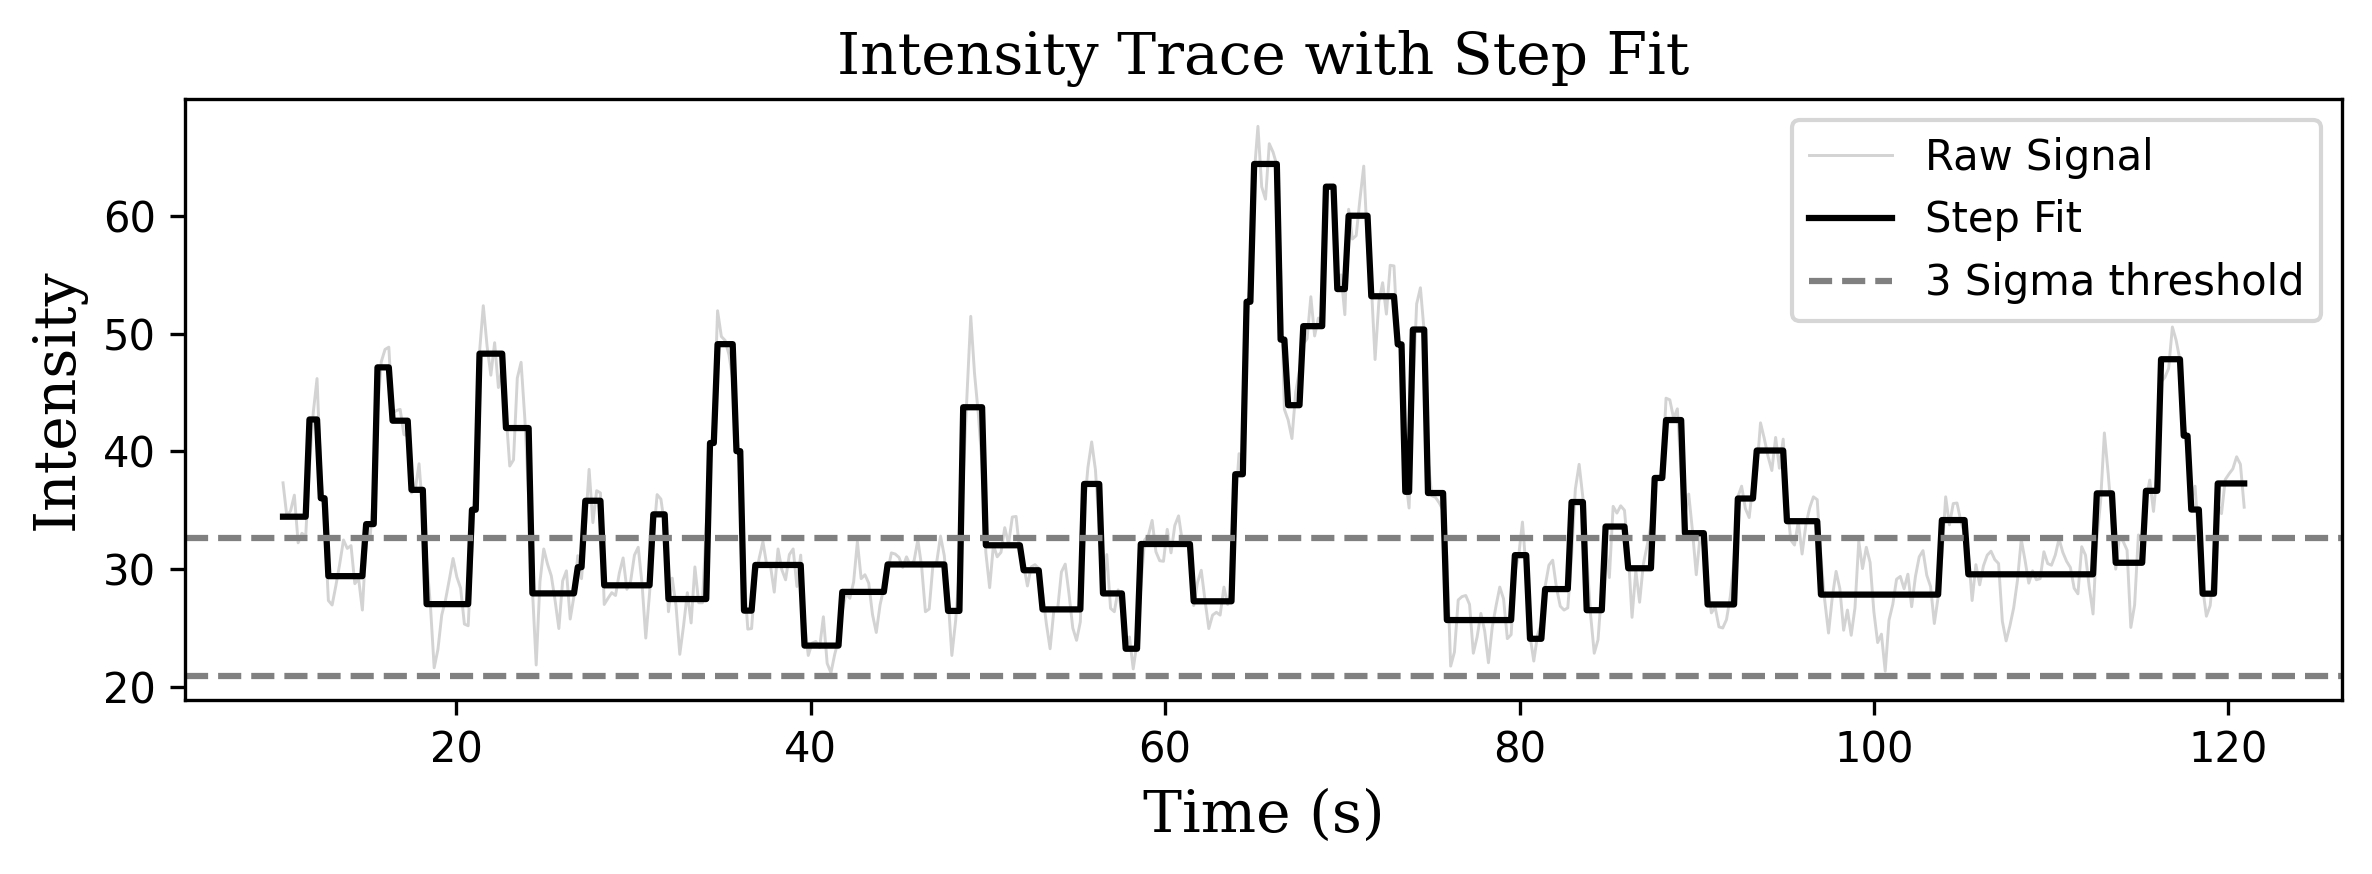 Intensity Trace with Step Fit
Intensity
60
50
40
30
20
Raw Signal
Step Fit
3 Sigma threshold
20 40 60 80 100 120
Time (s)